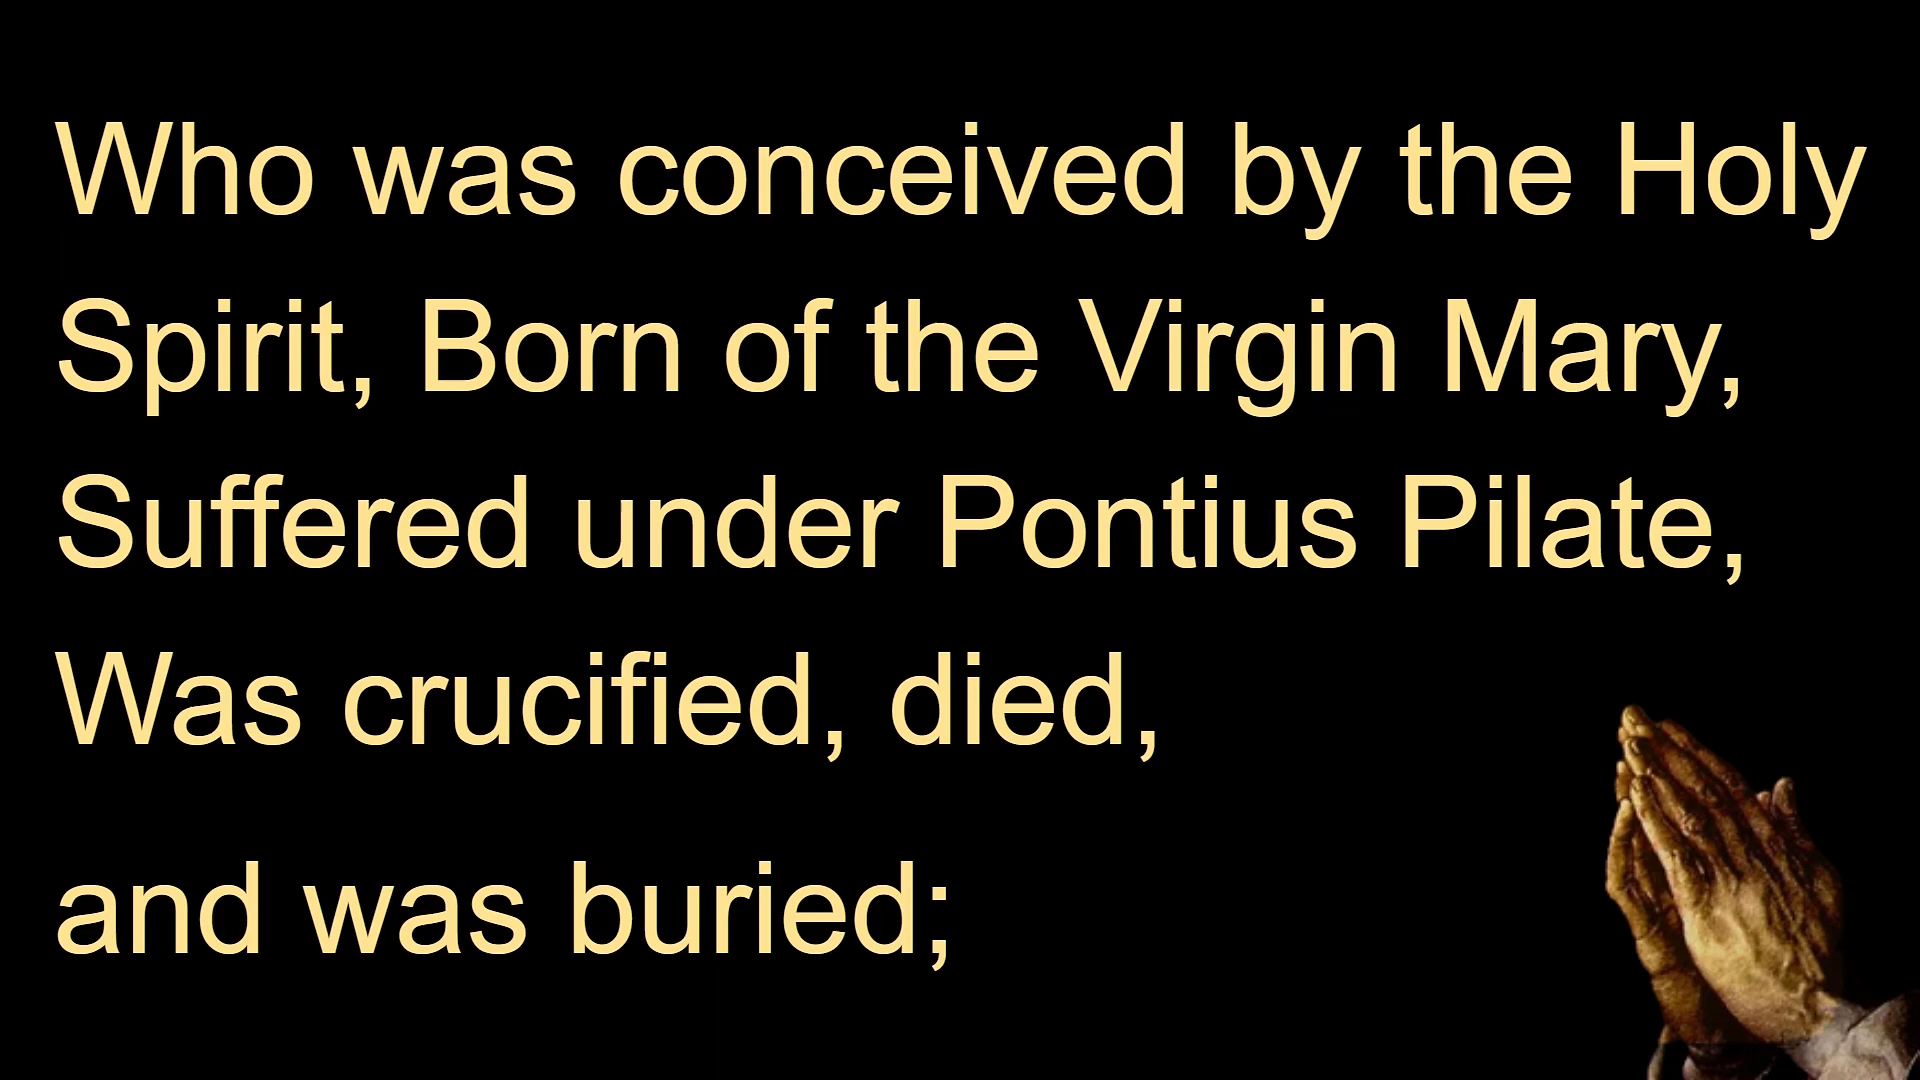 Who was conceived by the Holy
Spirit, Born of the Virgin Mary,
Suffered under Pontius Pilate,
Was crucified, died,
and was buried;